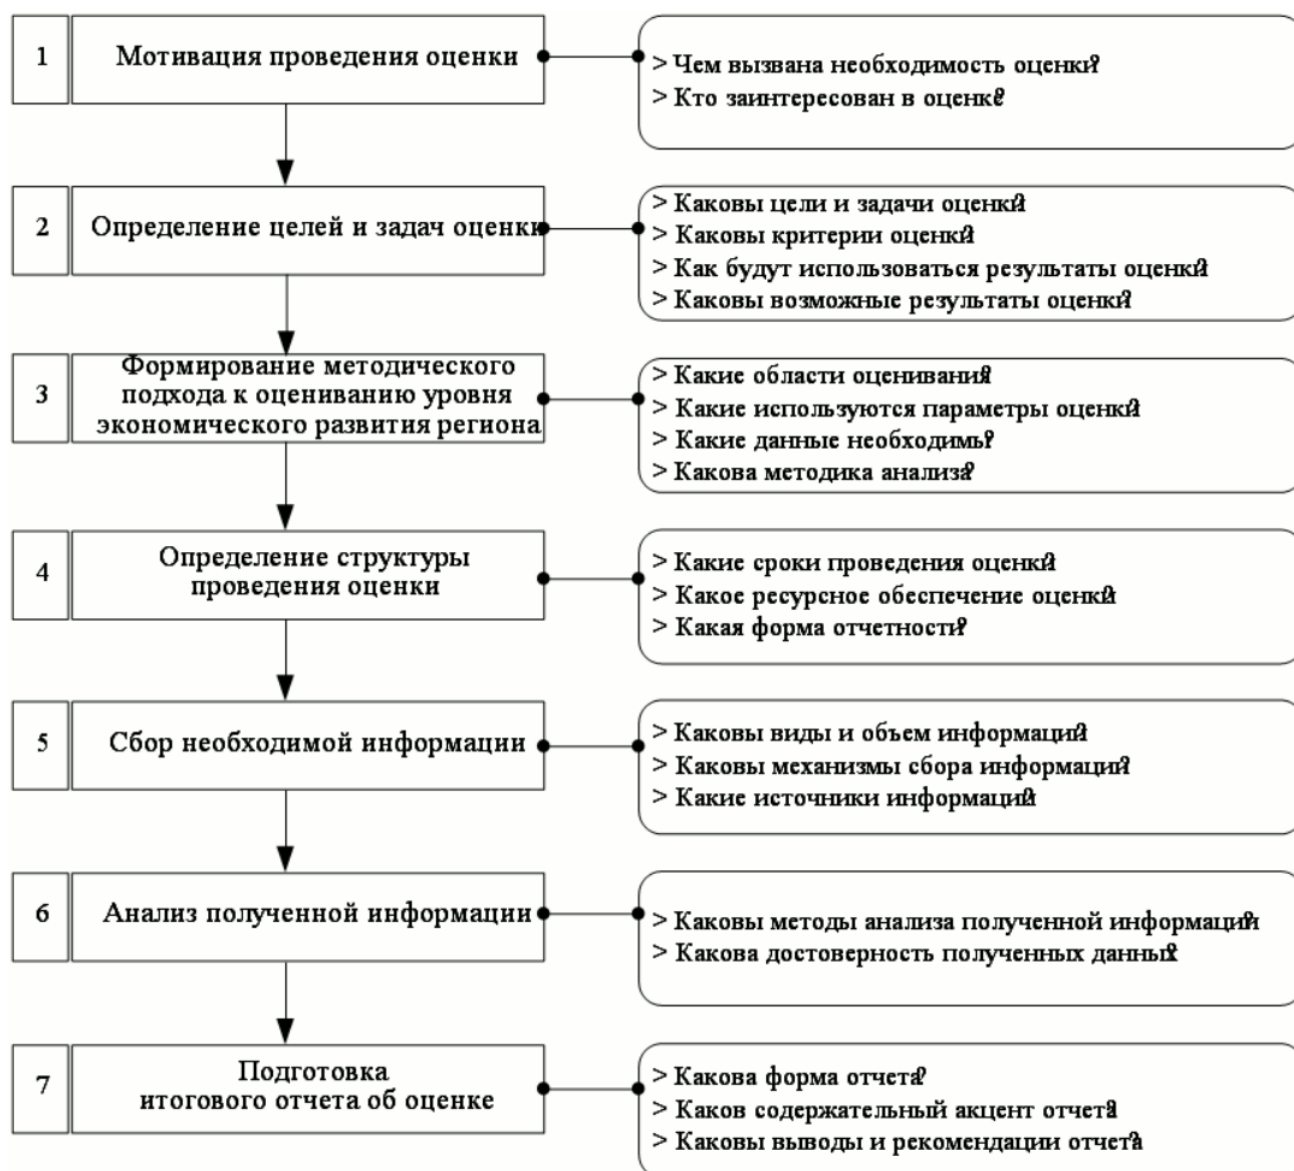 1
Мотивация проведения оценки
> Чем вызвана необходимость оценки?
> Кто заинтересован в оценке?
2
Определение целей и задач оценки
> Каковы цели и задачи оценки?
> Каковы критерии оценки?
> Как будут использоваться результаты оценки?
> Каковы возможные результаты оценки?
3
Формирование методического
подхода к оцениванию уровня
экономического развития региона
> Какие области оценивания?
> Какие используются параметры оценки?
> Какие данные необходимы?
> Какова методика анализа?
4
Определение структуры
проведения оценки
> Какие сроки проведения оценки?
> Какое ресурсное обеспечение оценки?
> Какая форма отчетности?
5
Сбор необходимой информации
> Каковы виды и объем информации?
> Каковы механизмы сбора информации?
> Какие источники информации?
6
Анализ полученной информации
> Каковы методы анализа полученной информации?
> Какова достоверность полученных данных?
7
Подготовка
итогового отчета об оценке
> Какова форма отчета?
> Каков содержательный акцент отчета?
> Каковы выводы и рекомендации отчета?